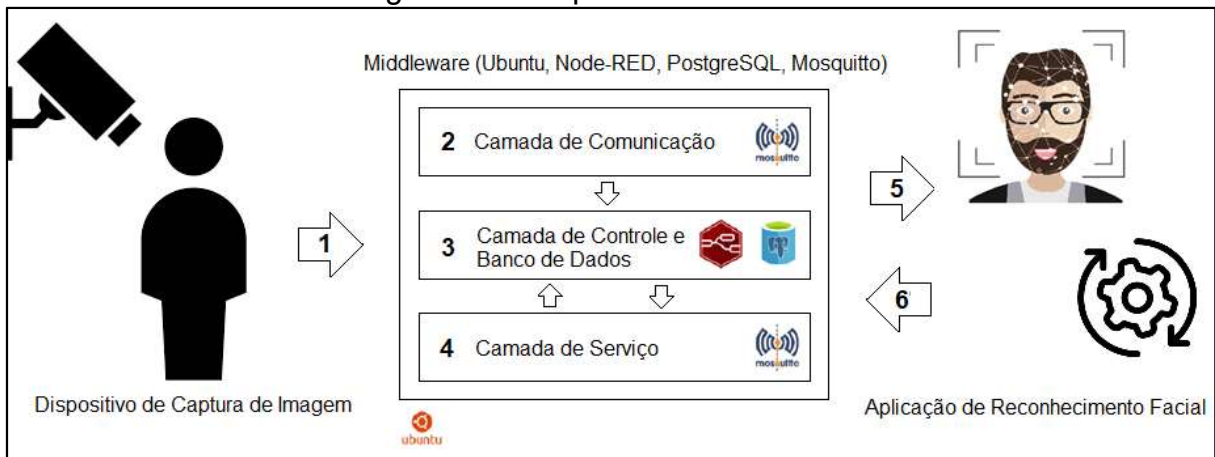 Middleware (Ubuntu, Node-RED, PostgreSQL, Mosquitto)
2 Camada de Comunicação
mosquitto
3 Camada de Controle e
Banco de Dados
4 Camada de Serviço
mosquitto
1
5
6
Dispositivo de Captura de Imagem
ubuntu
Aplicação de Reconhecimento Facial